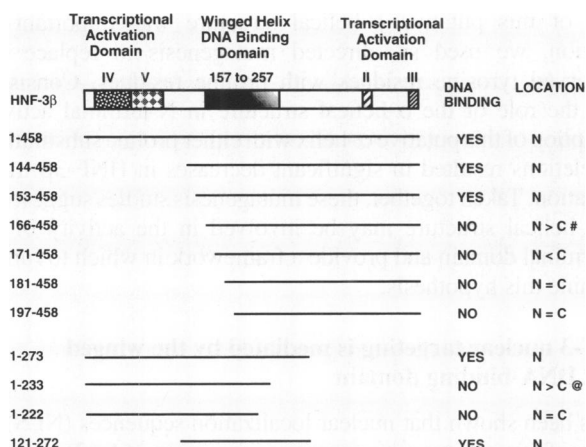 Transcriptional Activation Domain
Winged Helix DNA Binding Domain
Transcriptional Activation Domain
IV V 157 to 257 II III
DNA BINDING LOCATION
HNF-3β
1-458 YES N
144-458 YES N
153-458 YES N
166-458 NO N > C #
171-458 NO N < C
181-458 NO N = C
197-458 NO N = C
1-273 YES N
1-233 NO N > C @
1-222 NO N = C
121-272 YES